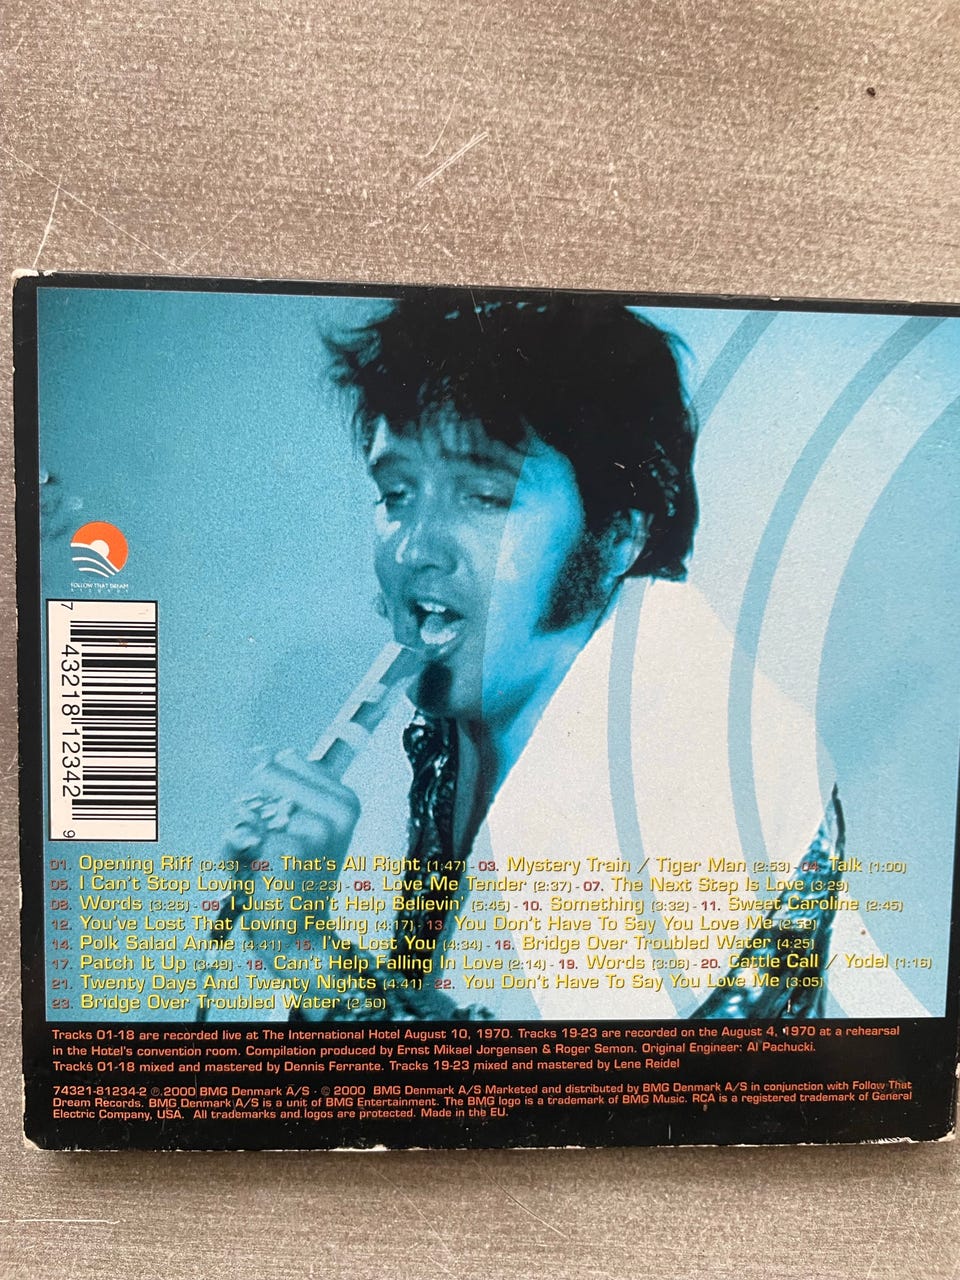 FOLLOW THAT DREAM
7 43218 12342 9
01. Opening Riff (0:43) - 02. That's All Right (1:47) - 03. Mystery Train / Tiger Man (2:53) - 04. Talk (1:00)
05. I Can't Stop Loving You (2:23) - 06. Love Me Tender (2:37) - 07. The Next Step Is Love (3:29)
08. Words (3:26) - 09. I Just Can't Help Believin' (5:45) - 10. Something (3:32) - 11. Sweet Caroline (2:45)
12. You've Lost That Loving Feeling (4:17) - 13. You Don't Have To Say You Love Me (2:52)
14. Polk Salad Annie (4:41) - 15. I've Lost You (4:34) - 16. Bridge Over Troubled Water (4:25)
17. Patch It Up (3:49) - 18. Can't Help Falling In Love (2:14) - 19. Words (3:06) - 20. Cattle Call / Yodel (1:16)
21. Twenty Days And Twenty Nights (4:41) - 22. You Don't Have To Say You Love Me (3:05)
23. Bridge Over Troubled Water (2:50)
Tracks 01-18 are recorded live at The International Hotel August 10, 1970. Tracks 19-23 are recorded on the August 4, 1970 at a rehearsal
in the Hotel's convention room. Compilation produced by Ernst Mikael Jorgensen & Roger Semon. Original Engineer: Al Pachucki.
Tracks 01-18 mixed and mastered by Dennis Ferrante. Tracks 19-23 mixed and mastered by Lene Reidel
74321-81234-2 ℗ 2000 BMG Denmark A/S · © 2000 BMG Denmark A/S Marketed and distributed by BMG Denmark A/S in conjunction with Follow That
Dream Records. BMG Denmark A/S is a unit of BMG Entertainment. The BMG logo is a trademark of BMG Music. RCA is a registered trademark of General
Electric Company, USA. All trademarks and logos are protected. Made in the EU.